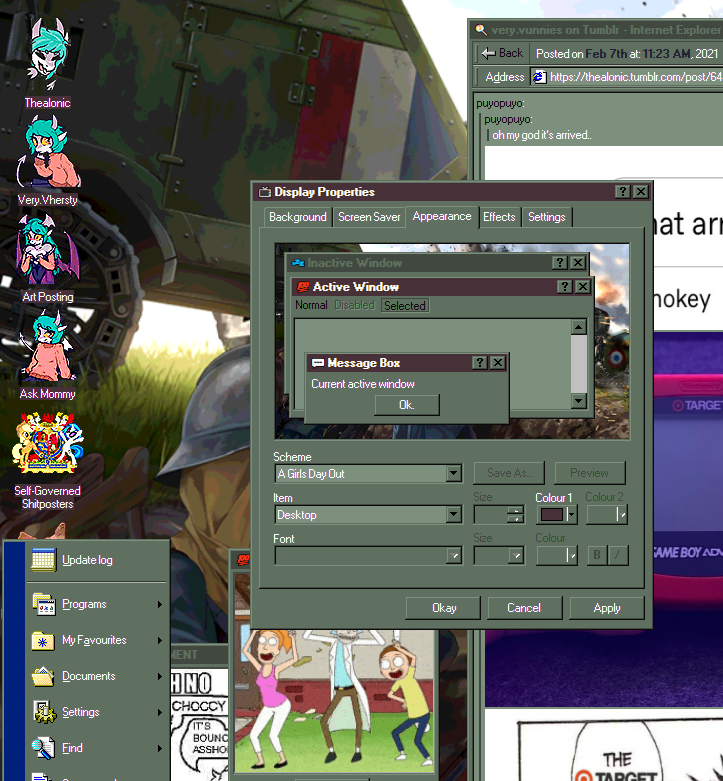 Thealonic
Very.Vhersty
Art Posting
Ask Mommy
Self-Governed
Shitposters
very.vunnies on Tumblr - Internet Explorer
Back
Posted on Feb 7th at: 11:23 AM, 2021
Address
https://thealonic.tumblr.com/post/64
puyopuyo:
puyopuyo:
oh my god it's arrived..
hat arr
nokey
TARGET
GAME BOY ADV
THE
TARGET
Display Properties
Background
Screen Saver
Appearance
Effects
Settings
Inactive Window
Active Window
Normal
Disabled
Selected
Message Box
Current active window
Ok.
Scheme
A Girls Day Out
Save As...
Preview
Item
Size
Colour 1
Colour 2
Desktop
Font
Size
Colour
B
/
Okay
Cancel
Apply
Update log
Programs
My Favourites
Documents
Settings
Find
MENT
HNO
CHOCCY
IT'S
BOUNC
ASSHO